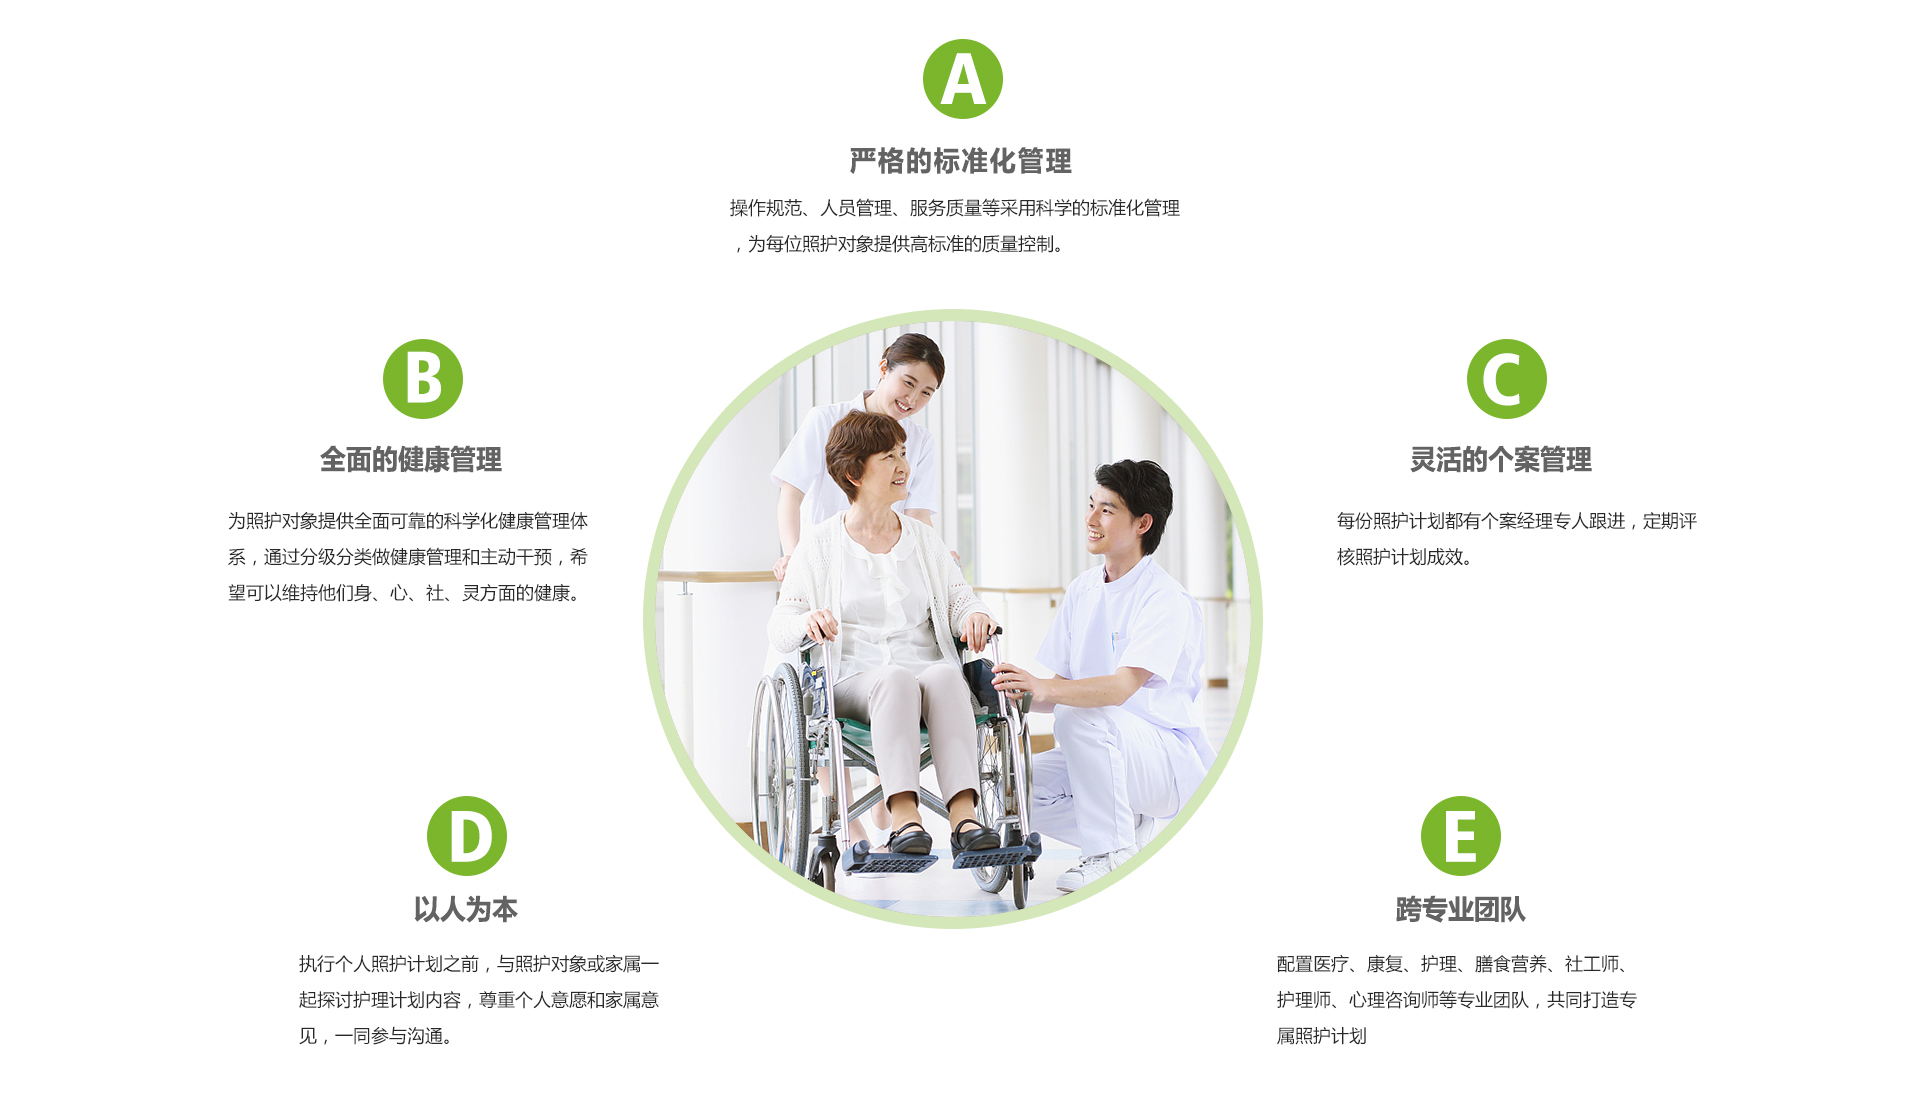 A
严格的标准化管理
操作规范、人员管理、服务质量等采用科学的标准化管理
，为每位照护对象提供高标准的质量控制。
B
全面的健康管理
为照护对象提供全面可靠的科学化健康管理体
系，通过分级分类做健康管理和主动干预，希
望可以维持他们身、心、社、灵方面的健康。
C
灵活的个案管理
每份照护计划都有个案经理专人跟进，定期评
核照护计划成效。
D
以人为本
执行个人照护计划之前，与照护对象或家属一
起探讨护理计划内容，尊重个人意愿和家属意
见，一同参与沟通。
E
跨专业团队
配置医疗、康复、护理、膳食营养、社工师、
护理师、心理咨询师等专业团队，共同打造专
属照护计划